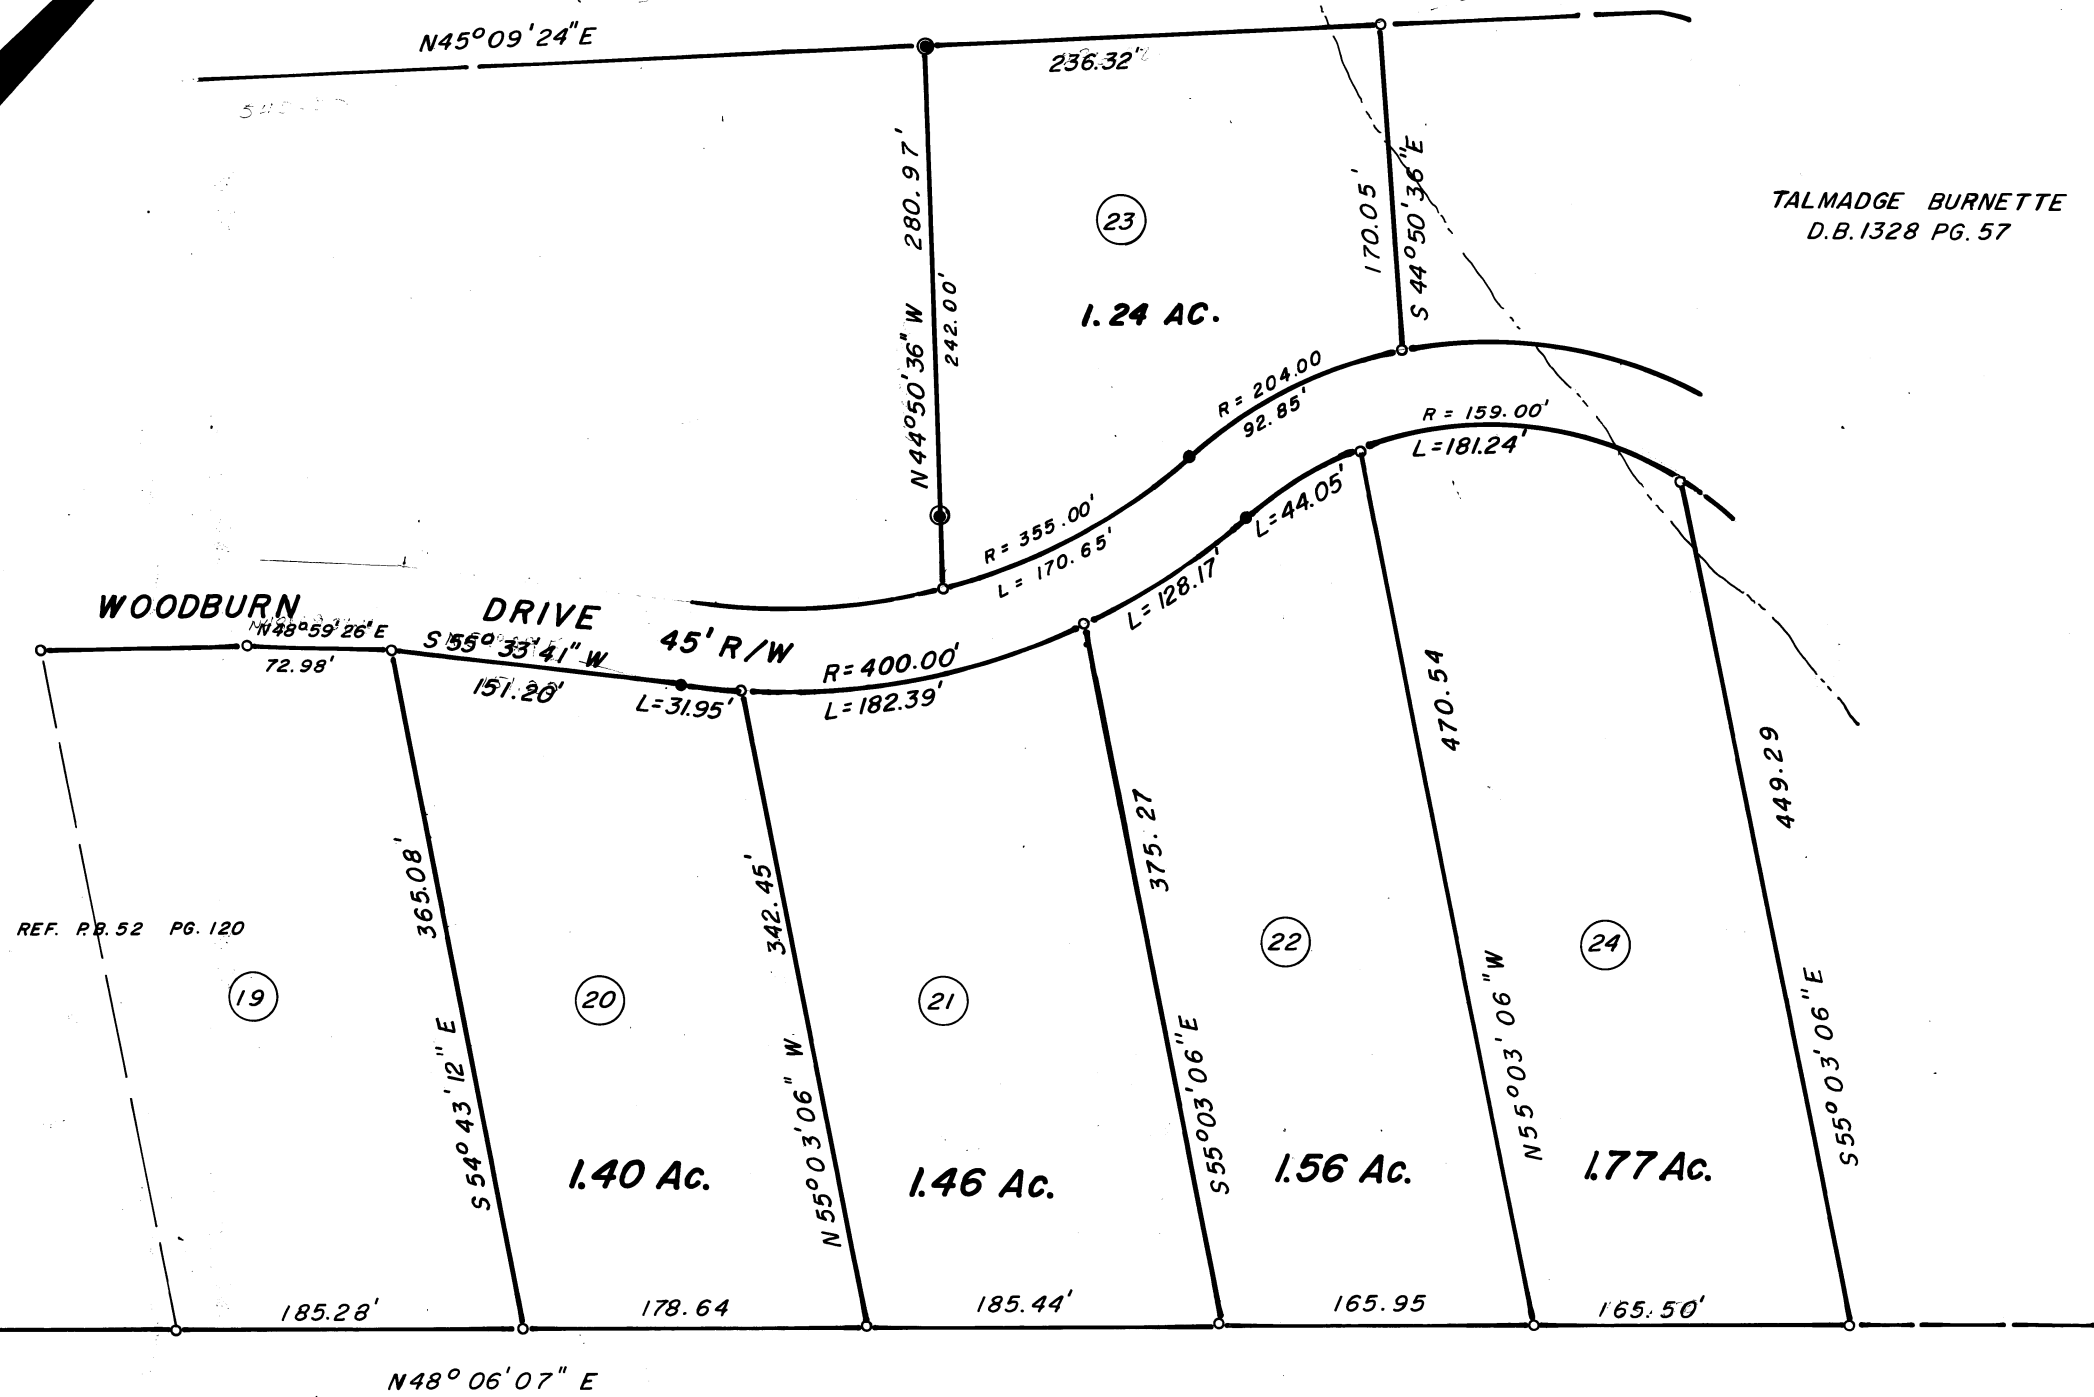 N45°09'24"E
236.32'
N44°50'36" W 280.97'
242.00'
23
1.24 AC.
170.05'
S 44°50'36"E
TALMADGE BURNETTE
D.B.1328 PG.57
R= 204.00
92.85'
R= 355.00'
L= 170.65'
R= 159.00'
L=181.24'
L=44.05'
L=128.17'
WOODBURN DRIVE 45' R/W
N48°59'26"E
72.98'
S 55° 33' 41" W
151.20'
L=31.95'
R=400.00'
L=182.39'
365.08'
S 54° 43' 12" E
342.45'
N 55° 03' 06" W
375.27
S 55°03'06"E
470.54
N55°03' 06"W
449.29
S 55° 03' 06" E
REF. P.B. 52 PG. 120
19
20
21
22
24
1.40 Ac.
1.46 Ac.
1.56 Ac.
1.77 Ac.
185.28'
178.64
185.44'
165.95
165.50'
N48° 06'07" E